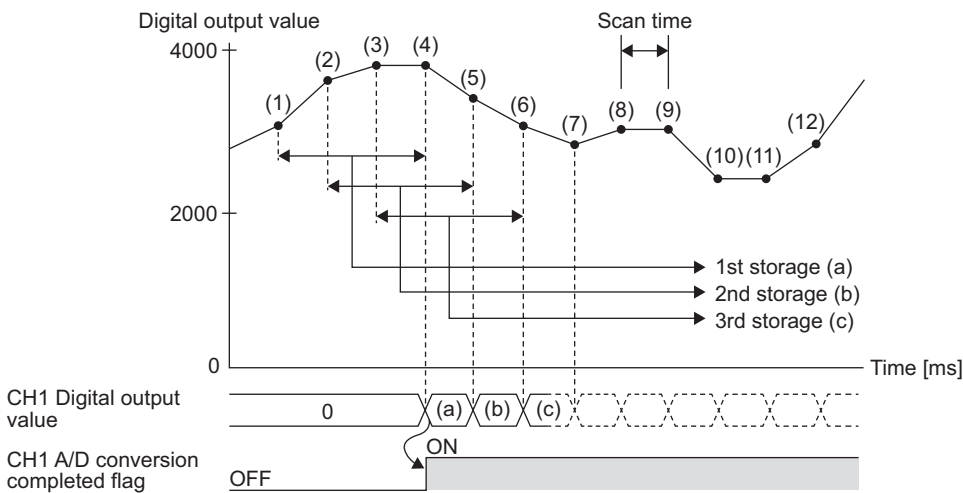 Digital output value
Scan time
4000
(1)
(2)
(3)
(4)
(5)
(6)
(7)
(8)
(9)
(10)
(11)
(12)
2000
1st storage (a)
2nd storage (b)
3rd storage (c)
0
Time [ms]
CH1 Digital output
value
0
(a)
(b)
(c)
CH1 A/D conversion
completed flag
OFF
ON